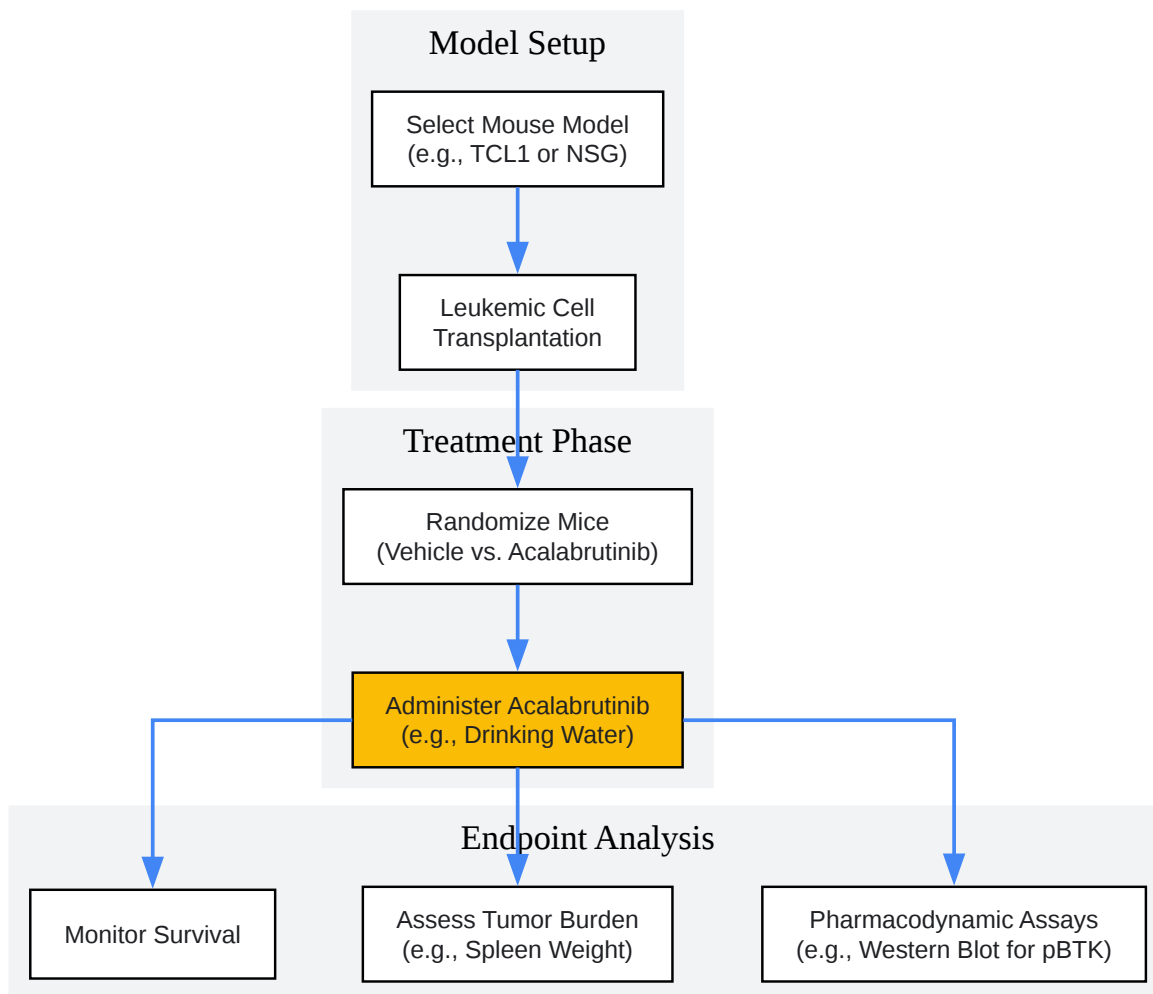 Model Setup
Select Mouse Model
(e.g., TCL1 or NSG)
Leukemic Cell
Transplantation
Treatment Phase
Randomize Mice
(Vehicle vs. Acalabrutinib)
Administer Acalabrutinib
(e.g., Drinking Water)
Endpoint Analysis
Monitor Survival
Assess Tumor Burden
(e.g., Spleen Weight)
Pharmacodynamic Assays
(e.g., Western Blot for pBTK)